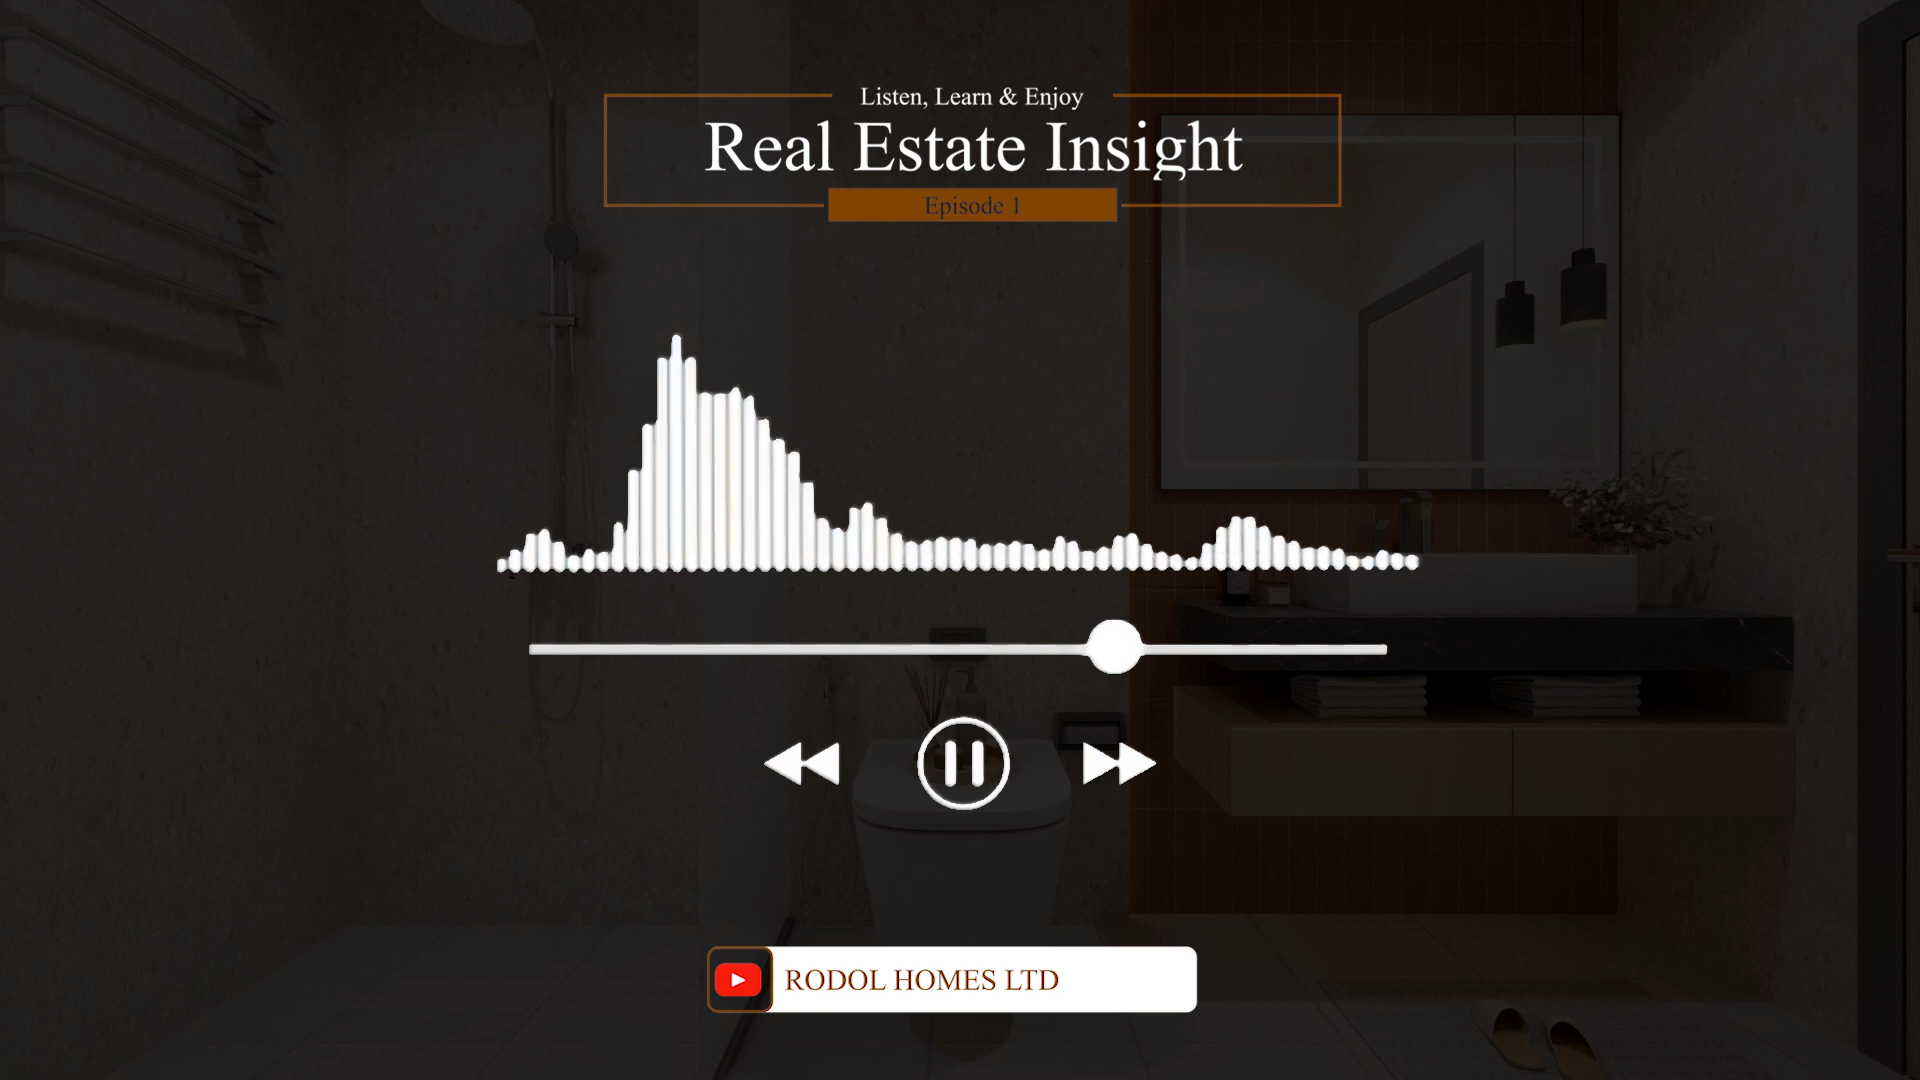 Listen, Learn & Enjoy
Real Estate Insight
Episode 1
RODOL HOMES LTD